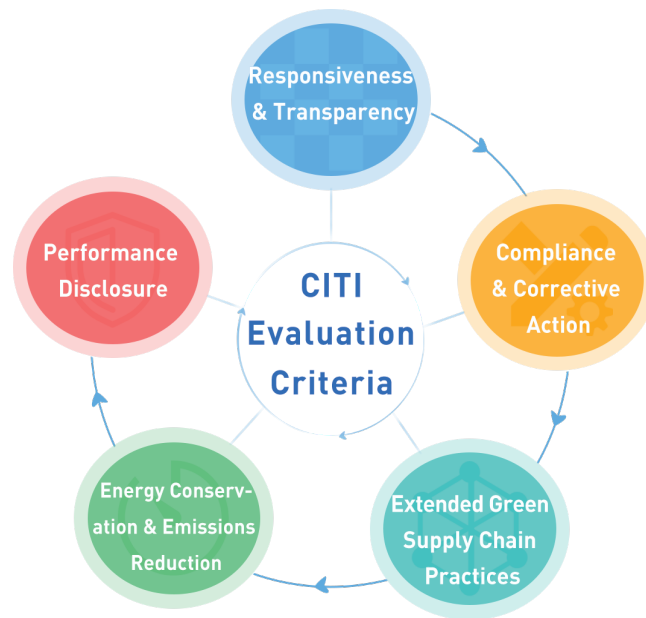 Responsiveness
& Transparency
Compliance
& Corrective
Action
Extended Green
Supply Chain
Practices
Energy Conserv-
ation & Emissions
Reduction
Performance
Disclosure
CITI
Evaluation
Criteria